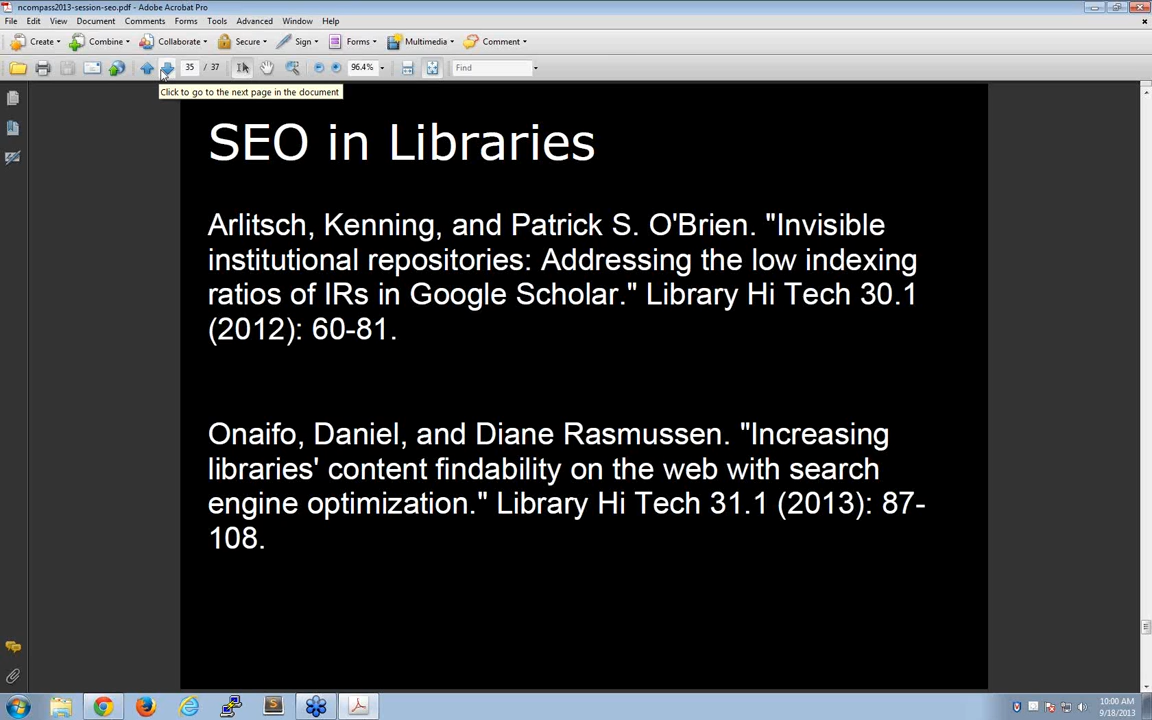 ncompass2013-session-seo.pdf - Adobe Acrobat Pro
File Edit View Document Comments Forms Tools Advanced Window Help
Create Combine Collaborate Secure Sign Forms Multimedia Comment
35 / 37 96.4% Find
Click to go to the next page in the document
SEO in Libraries
Arlitsch, Kenning, and Patrick S. O'Brien. "Invisible
institutional repositories: Addressing the low indexing
ratios of IRs in Google Scholar." Library Hi Tech 30.1
(2012): 60-81.
Onaifo, Daniel, and Diane Rasmussen. "Increasing
libraries' content findability on the web with search
engine optimization." Library Hi Tech 31.1 (2013): 87-
108.
10:00 AM
9/18/2013